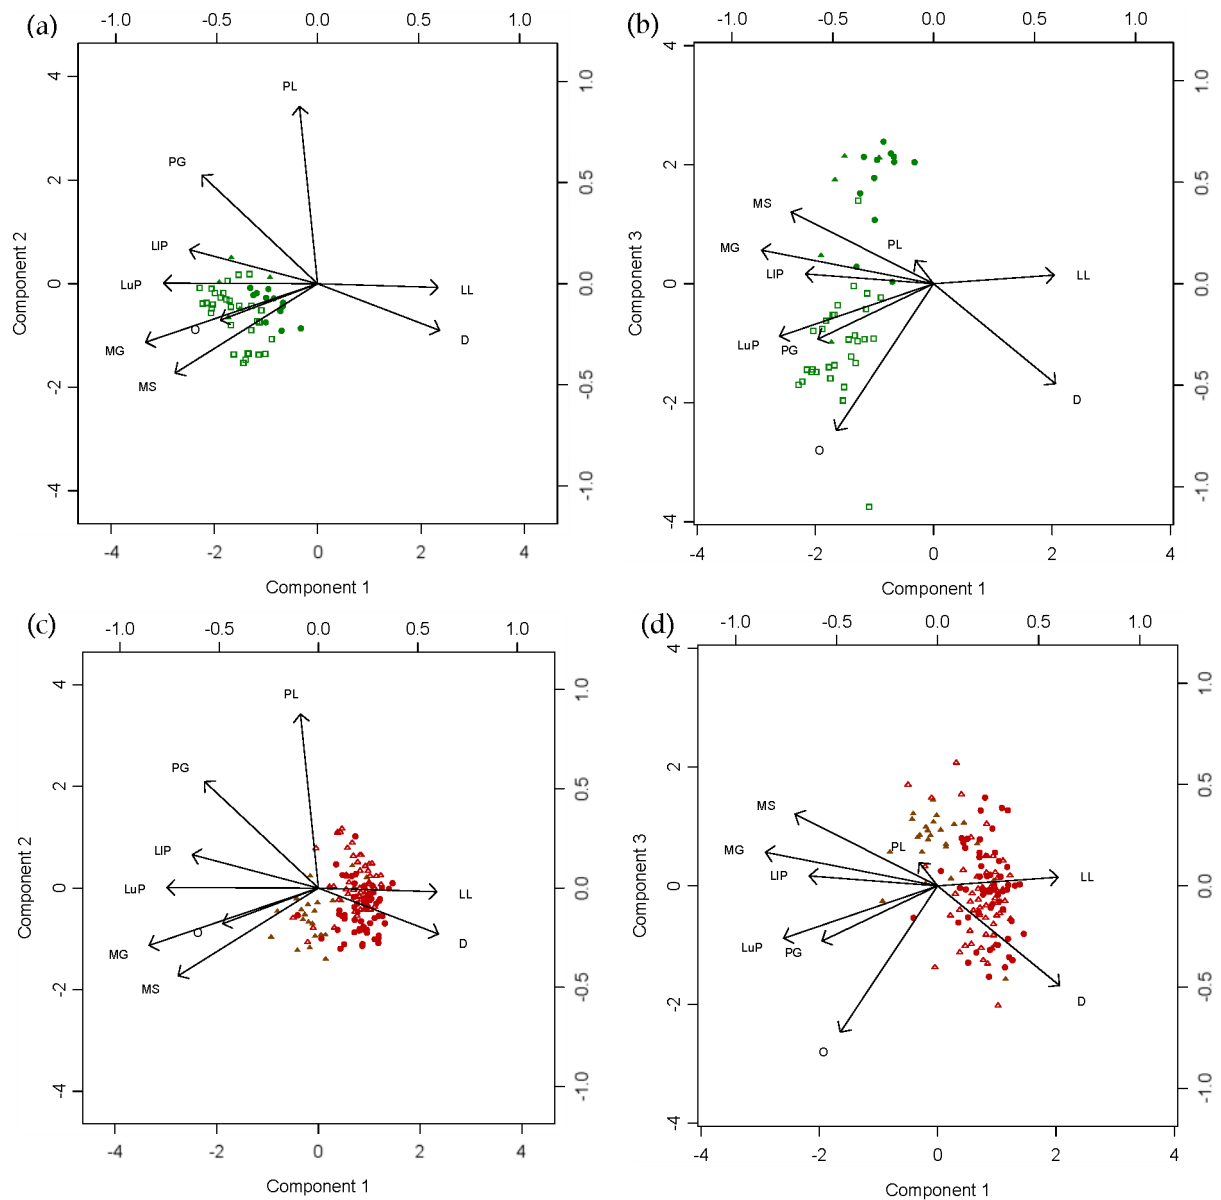 (a)
-1.0 -0.5 0.0 0.5 1.0
4
2
0
-2
-4
Component 2
1.0
0.5
0.0
-0.5
-1.0
PL
PG
LIP
LuP
O
MG
MS
LL
D
-4 -2 0 2 4
Component 1
(b)
-1.0 -0.5 0.0 0.5 1.0
4
2
0
-2
-4
Component 3
1.0
0.5
0.0
-0.5
-1.0
MS
MG
PL
LIP
LL
LuP
PG
D
O
-4 -2 0 2 4
Component 1
(c)
-1.0 -0.5 0.0 0.5 1.0
4
2
0
-2
-4
Component 2
1.0
0.5
0.0
-0.5
-1.0
PL
PG
LIP
LuP
LL
O
MG
D
MS
-4 -2 0 2 4
Component 1
(d)
-1.0 -0.5 0.0 0.5 1.0
4
2
0
-2
-4
Component 3
1.0
0.5
0.0
-0.5
-1.0
MS
MG
PL
LIP
LL
LuP
PG
D
O
-4 -2 0 2 4
Component 1